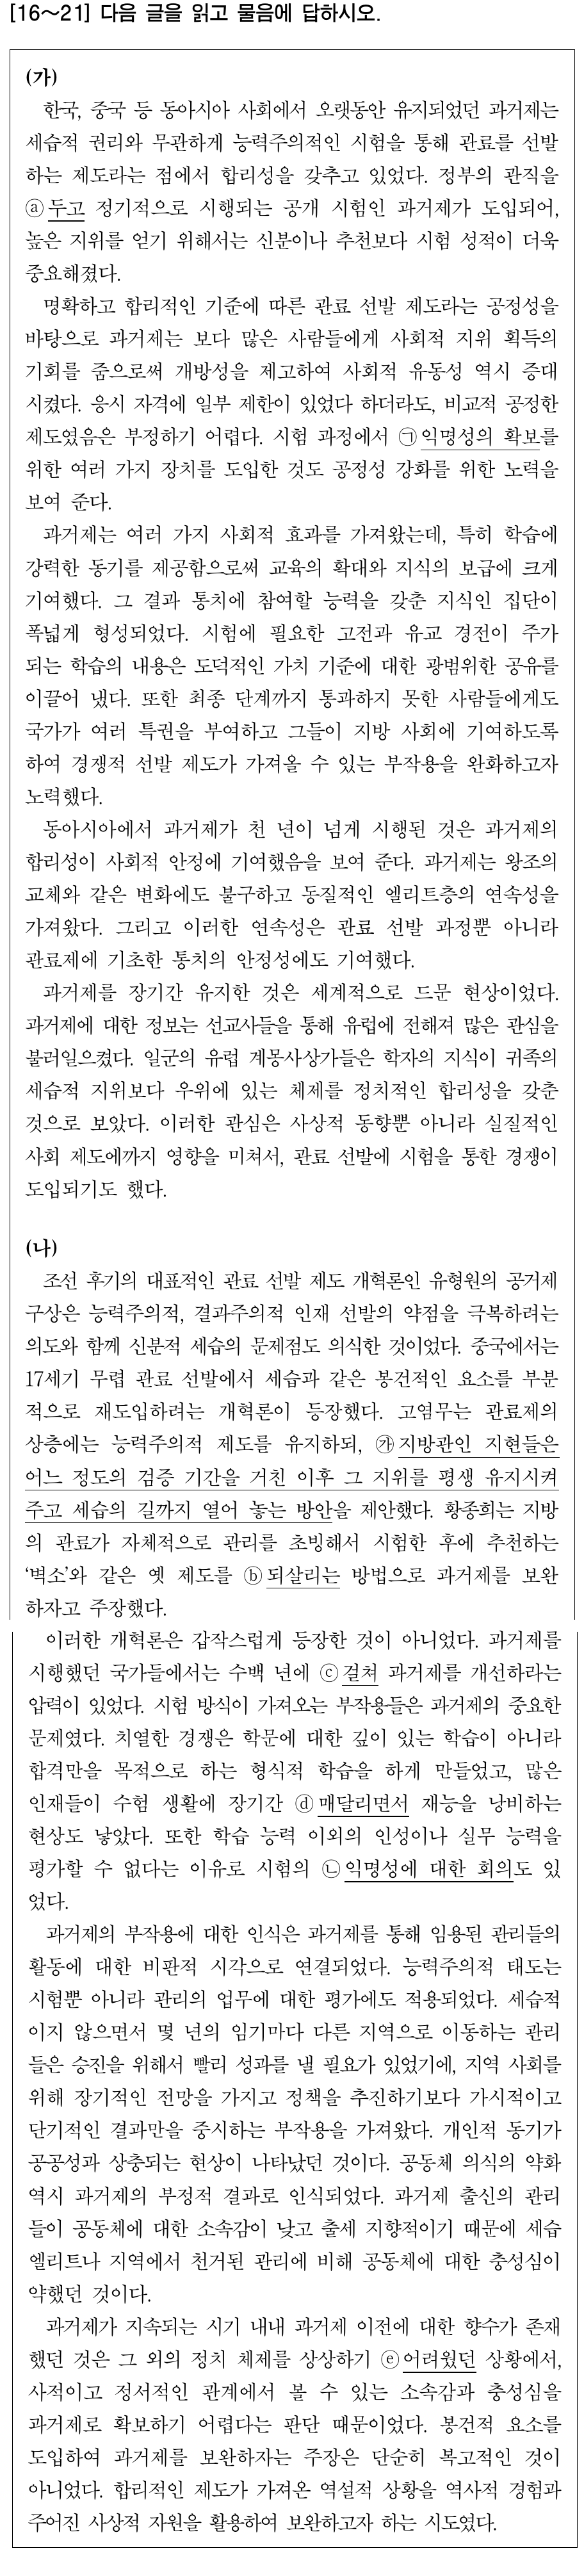 [16～21] 다음 글을 읽고 물음에 답하시오.
(가)
한국, 중국 등 동아시아 사회에서 오랫동안 유지되었던 과거제는
세습적 권리와 무관하게 능력주의적인 시험을 통해 관료를 선발
하는 제도라는 점에서 합리성을 갖추고 있었다. 정부의 관직을
ⓐ두고 정기적으로 시행되는 공개 시험인 과거제가 도입되어,
높은 지위를 얻기 위해서는 신분이나 추천보다 시험 성적이 더욱
중요해졌다.
명확하고 합리적인 기준에 따른 관료 선발 제도라는 공정성을
바탕으로 과거제는 보다 많은 사람들에게 사회적 지위 획득의
기회를 줌으로써 개방성을 제고하여 사회적 유동성 역시 증대
시켰다. 응시 자격에 일부 제한이 있었다 하더라도, 비교적 공정한
제도였음은 부정하기 어렵다. 시험 과정에서 ㉠익명성의 확보를
위한 여러 가지 장치를 도입한 것도 공정성 강화를 위한 노력을
보여 준다.
과거제는 여러 가지 사회적 효과를 가져왔는데, 특히 학습에
강력한 동기를 제공함으로써 교육의 확대와 지식의 보급에 크게
기여했다. 그 결과 통치에 참여할 능력을 갖춘 지식인 집단이
폭넓게 형성되었다. 시험에 필요한 고전과 유교 경전이 주가
되는 학습의 내용은 도덕적인 가치 기준에 대한 광범위한 공유를
이끌어 냈다. 또한 최종 단계까지 통과하지 못한 사람들에게도
국가가 여러 특권을 부여하고 그들이 지방 사회에 기여하도록
하여 경쟁적 선발 제도가 가져올 수 있는 부작용을 완화하고자
노력했다.
동아시아에서 과거제가 천 년이 넘게 시행된 것은 과거제의
합리성이 사회적 안정에 기여했음을 보여 준다. 과거제는 왕조의
교체와 같은 변화에도 불구하고 동질적인 엘리트층의 연속성을
가져왔다. 그리고 이러한 연속성은 관료 선발 과정뿐 아니라
관료제에 기초한 통치의 안정성에도 기여했다.
과거제를 장기간 유지한 것은 세계적으로 드문 현상이었다.
과거제에 대한 정보는 선교사들을 통해 유럽에 전해져 많은 관심을
불러일으켰다. 일군의 유럽 계몽사상가들은 학자의 지식이 귀족의
세습적 지위보다 우위에 있는 체제를 정치적인 합리성을 갖춘
것으로 보았다. 이러한 관심은 사상적 동향뿐 아니라 실질적인
사회 제도에까지 영향을 미쳐서, 관료 선발에 시험을 통한 경쟁이
도입되기도 했다.
(나)
조선 후기의 대표적인 관료 선발 제도 개혁론인 유형원의 공거제
구상은 능력주의적, 결과주의적 인재 선발의 약점을 극복하려는
의도와 함께 신분적 세습의 문제점도 의식한 것이었다. 중국에서는
17세기 무렵 관료 선발에서 세습과 같은 봉건적인 요소를 부분
적으로 재도입하려는 개혁론이 등장했다. 고염무는 관료제의
상층에는 능력주의적 제도를 유지하되, ㉮지방관인 지현들은
어느 정도의 검증 기간을 거친 이후 그 지위를 평생 유지시켜
주고 세습의 길까지 열어 놓는 방안을 제안했다. 황종희는 지방
의 관료가 자체적으로 관리를 초빙해서 시험한 후에 추천하는
‘벽소’와 같은 옛 제도를 ⓑ되살리는 방법으로 과거제를 보완
하자고 주장했다.
이러한 개혁론은 갑작스럽게 등장한 것이 아니었다. 과거제를
시행했던 국가들에서는 수백 년에 ⓒ걸쳐 과거제를 개선하라는
압력이 있었다. 시험 방식이 가져오는 부작용들은 과거제의 중요한
문제였다. 치열한 경쟁은 학문에 대한 깊이 있는 학습이 아니라
합격만을 목적으로 하는 형식적 학습을 하게 만들었고, 많은
인재들이 수험 생활에 장기간 ⓓ매달리면서 재능을 낭비하는
현상도 낳았다. 또한 학습 능력 이외의 인성이나 실무 능력을
평가할 수 없다는 이유로 시험의 ㉡익명성에 대한 회의도 있
었다.
과거제의 부작용에 대한 인식은 과거제를 통해 임용된 관리들의
활동에 대한 비판적 시각으로 연결되었다. 능력주의적 태도는
시험뿐 아니라 관리의 업무에 대한 평가에도 적용되었다. 세습적
이지 않으면서 몇 년의 임기마다 다른 지역으로 이동하는 관리
들은 승진을 위해서 빨리 성과를 낼 필요가 있었기에, 지역 사회를
위해 장기적인 전망을 가지고 정책을 추진하기보다 가시적이고
단기적인 결과만을 중시하는 부작용을 가져왔다. 개인적 동기가
공공성과 상충되는 현상이 나타났던 것이다. 공동체 의식의 약화
역시 과거제의 부정적 결과로 인식되었다. 과거제 출신의 관리
들이 공동체에 대한 소속감이 낮고 출세 지향적이기 때문에 세습
엘리트나 지역에서 천거된 관리에 비해 공동체에 대한 충성심이
약했던 것이다.
과거제가 지속되는 시기 내내 과거제 이전에 대한 향수가 존재
했던 것은 그 외의 정치 체제를 상상하기 ⓔ어려웠던 상황에서,
사적이고 정서적인 관계에서 볼 수 있는 소속감과 충성심을
과거제로 확보하기 어렵다는 판단 때문이었다. 봉건적 요소를
도입하여 과거제를 보완하자는 주장은 단순히 복고적인 것이
아니었다. 합리적인 제도가 가져온 역설적 상황을 역사적 경험과
주어진 사상적 자원을 활용하여 보완하고자 하는 시도였다.